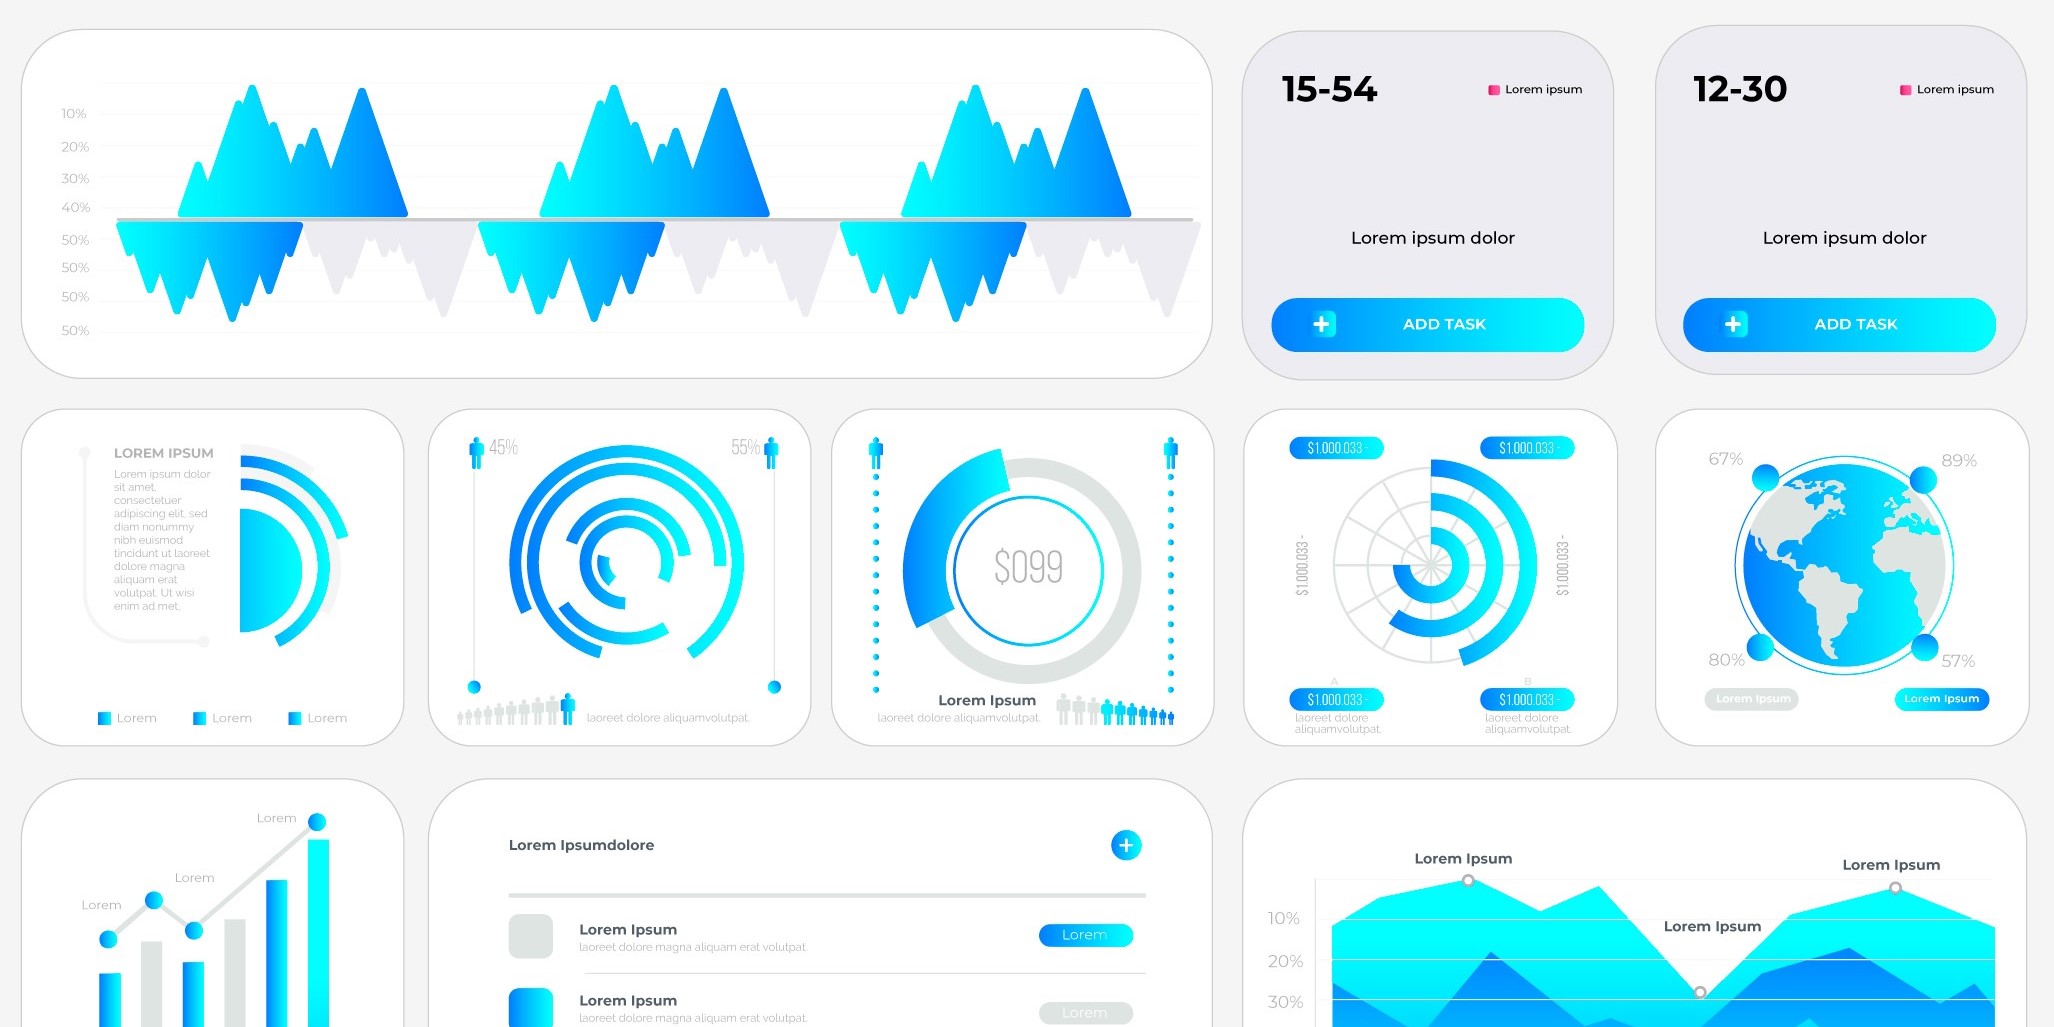 10%
20%
30%
40%
50%
50%
50%
50%
15-54
Lorem ipsum
Lorem ipsum dolor
ADD TASK
12-30
Lorem ipsum
Lorem ipsum dolor
ADD TASK
LOREM IPSUM
Lorem ipsum dolor
sit amet,
consectetuer
adipiscing elit, sed
diam nonummy
nibh euismod
tincidunt ut laoreet
dolore magna
aliquam erat
volutpat. Ut wisi
enim ad met,
Lorem
Lorem
Lorem
45%
55%
laoreet dolore aliquamvolutpat.
$099
Lorem Ipsum
laoreet dolore aliquamvolutpat.
$1.000.033 -
$1.000.033 -
$1.000.033 -
$1.000.033 -
A
B
$1.000.033 -
$1.000.033 -
laoreet dolore
aliquamvolutpat.
laoreet dolore
aliquamvolutpat.
67%
89%
80%
57%
Lorem Ipsum
Lorem Ipsum
Lorem
Lorem
Lorem
Lorem Ipsumdolore
Lorem Ipsum
laoreet dolore magna aliquam erat volutpat.
Lorem
Lorem Ipsum
laoreet dolore magna aliquam erat volutpat.
Lorem
Lorem Ipsum
Lorem Ipsum
Lorem Ipsum
10%
20%
30%